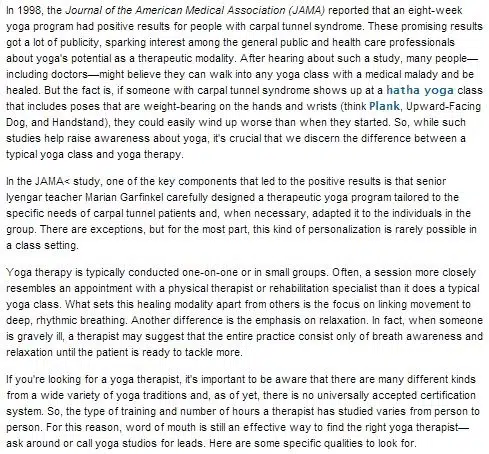 In 1998, the Journal of the American Medical Association (JAMA) reported that an eight-week
yoga program had positive results for people with carpal tunnel syndrome. These promising results
got a lot of publicity, sparking interest among the general public and health care professionals
about yoga's potential as a therapeutic modality. After hearing about such a study, many people—
including doctors—might believe they can walk into any yoga class with a medical malady and be
healed. But the fact is, if someone with carpal tunnel syndrome shows up at a hatha yoga class
that includes poses that are weight-bearing on the hands and wrists (think Plank, Upward-Facing
Dog, and Handstand), they could easily wind up worse than when they started. So, while such
studies help raise awareness about yoga, it's crucial that we discern the difference between a
typical yoga class and yoga therapy.
In the JAMA< study, one of the key components that led to the positive results is that senior
Iyengar teacher Marian Garfinkel carefully designed a therapeutic yoga program tailored to the
specific needs of carpal tunnel patients and, when necessary, adapted it to the individuals in the
group. There are exceptions, but for the most part, this kind of personalization is rarely possible in
a class setting.
Yoga therapy is typically conducted one-on-one or in small groups. Often, a session more closely
resembles an appointment with a physical therapist or rehabilitation specialist than it does a typical
yoga class. What sets this healing modality apart from others is the focus on linking movement to
deep, rhythmic breathing. Another difference is the emphasis on relaxation. In fact, when someone
is gravely ill, a therapist may suggest that the entire practice consist only of breath awareness and
relaxation until the patient is ready to tackle more.
If you're looking for a yoga therapist, it's important to be aware that there are many different kinds
from a wide variety of yoga traditions and, as of yet, there is no universally accepted certification
system. So, the type of training and number of hours a therapist has studied varies from person to
person. For this reason, word of mouth is still an effective way to find the right yoga therapist—
ask around or call yoga studios for leads. Here are some specific qualities to look for.